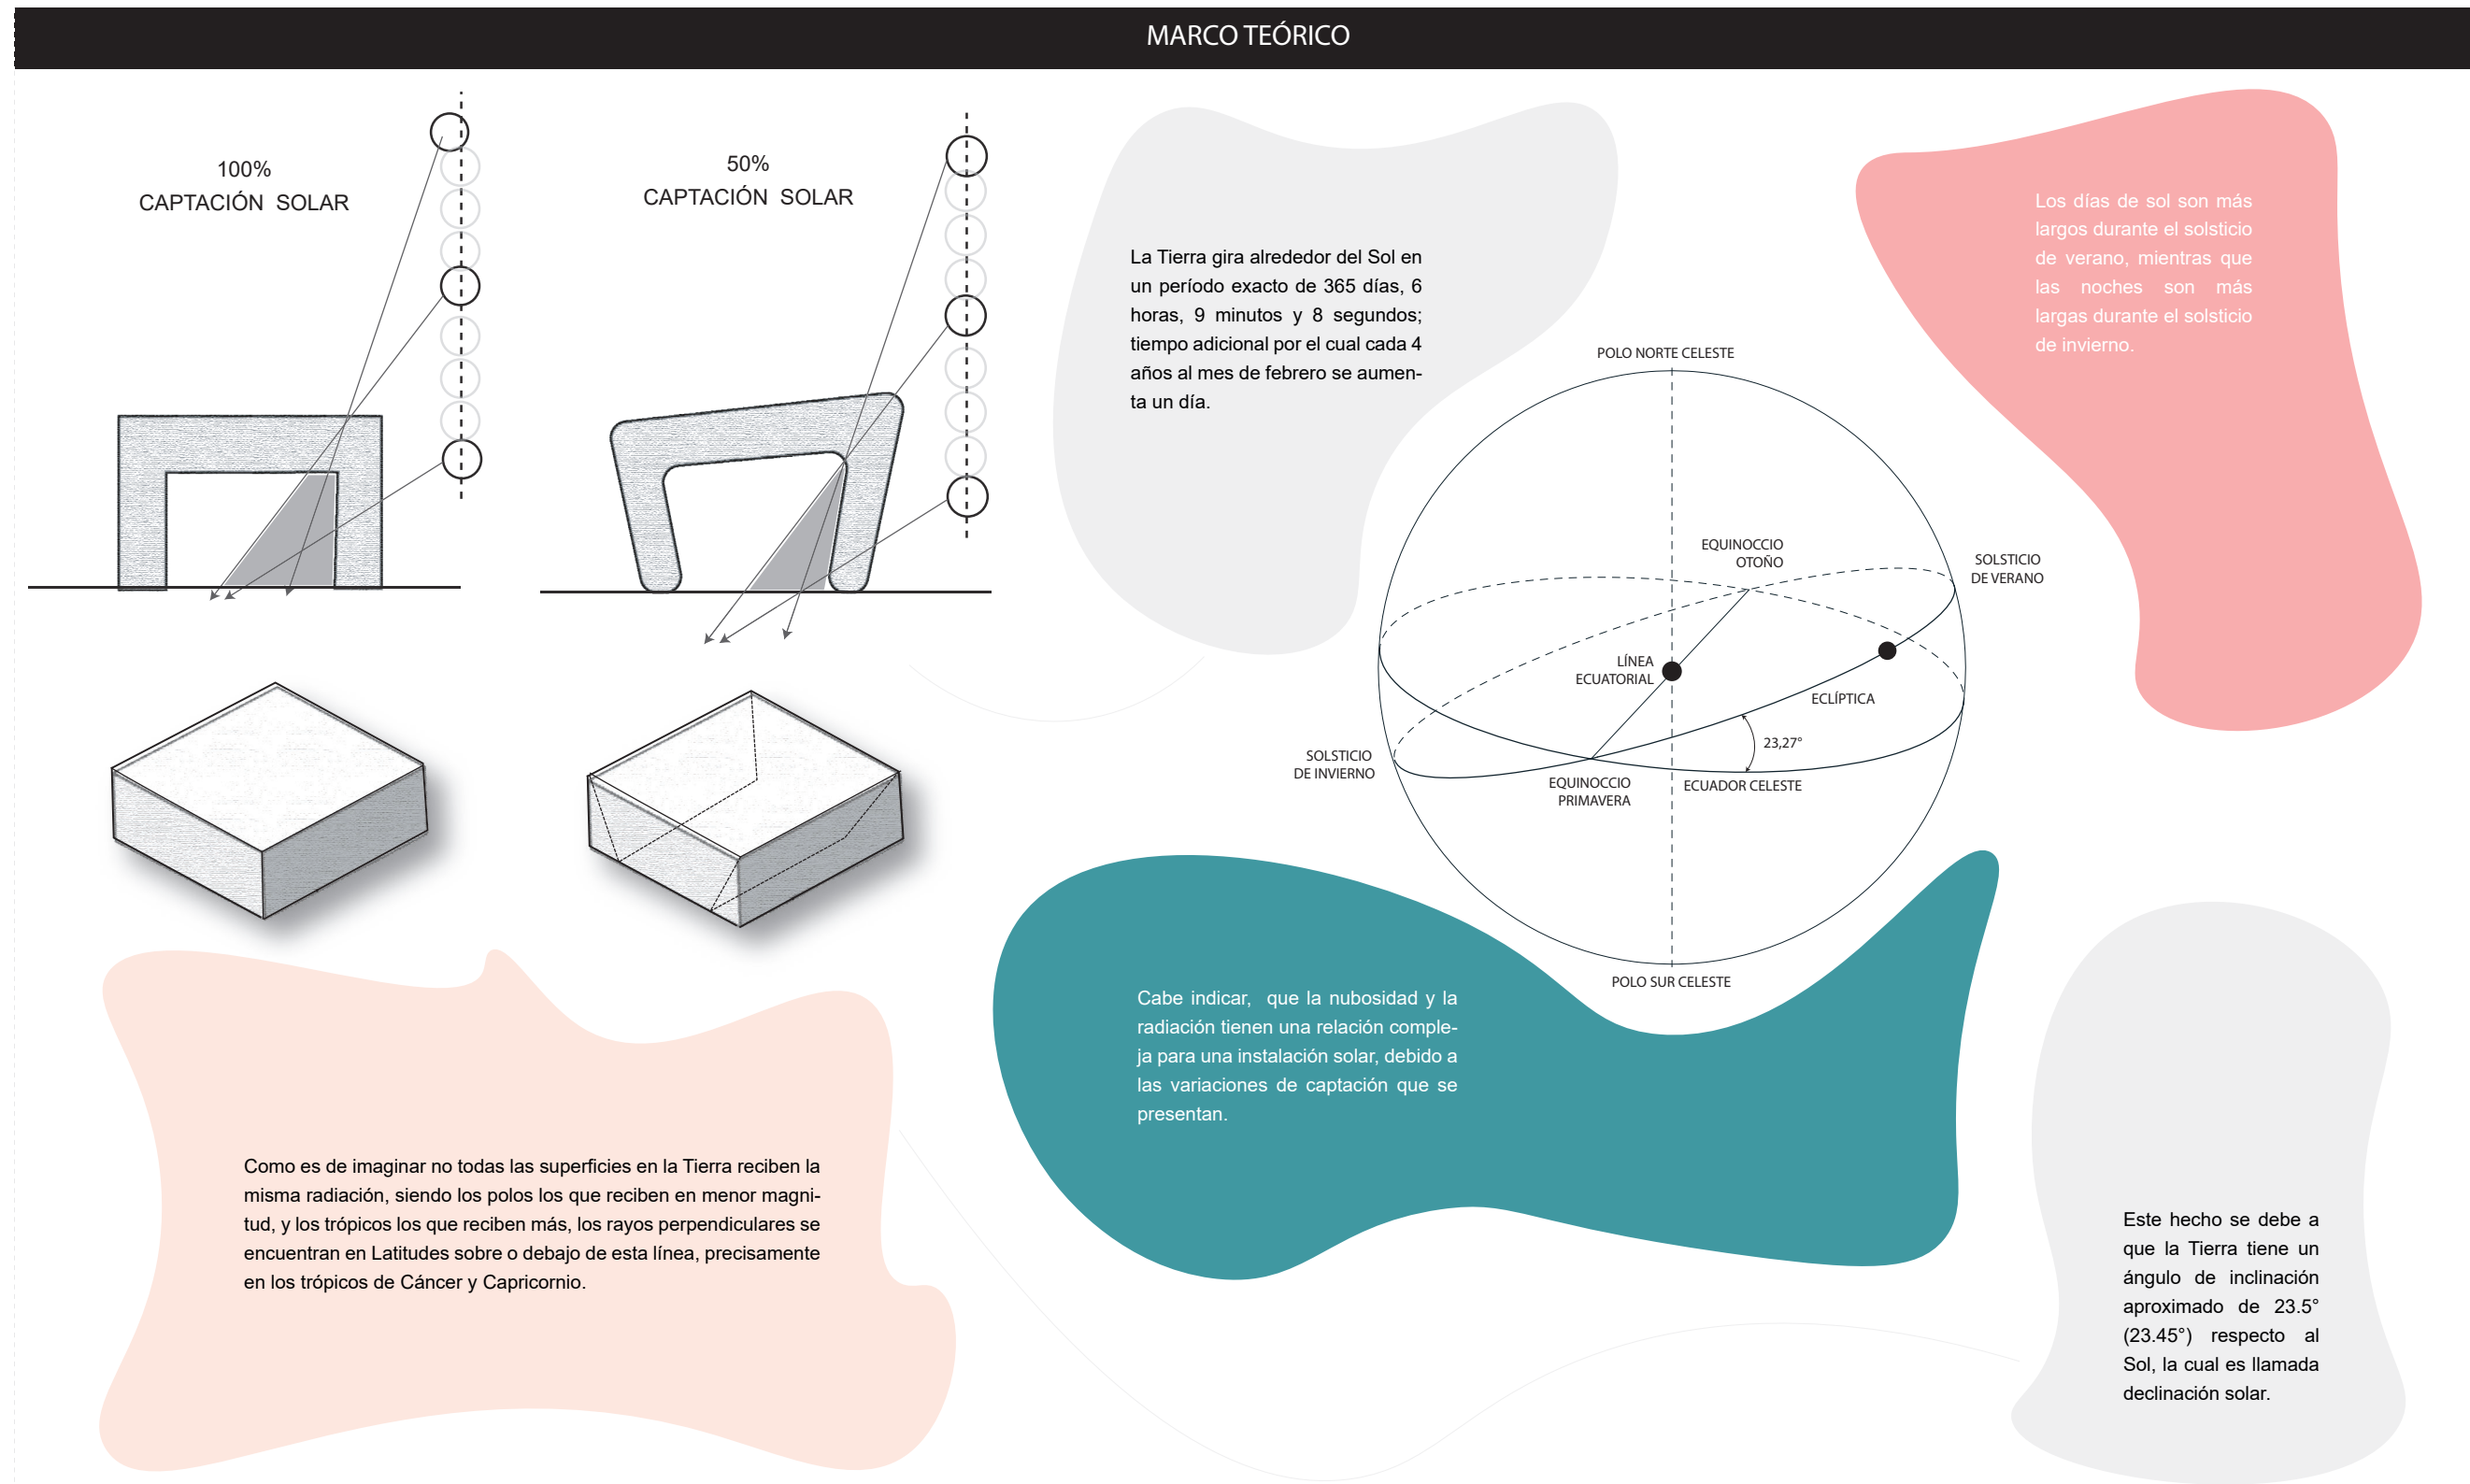 MARCO TEÓRICO
100%
CAPTACIÓN SOLAR
50%
CAPTACIÓN SOLAR
La Tierra gira alrededor del Sol en
un período exacto de 365 días, 6
horas, 9 minutos y 8 segundos;
tiempo adicional por el cual cada 4
años al mes de febrero se aumen-
ta un día.
Los días de sol son más
largos durante el solsticio
de verano, mientras que
las noches son más
largas durante el solsticio
de invierno.
POLO NORTE CELESTE
EQUINOCCIO
OTOÑO
SOLSTICIO
DE VERANO
LÍNEA
ECUATORIAL
ECLÍPTICA
23,27°
SOLSTICIO
DE INVIERNO
EQUINOCCIO
PRIMAVERA
ECUADOR CELESTE
POLO SUR CELESTE
Cabe indicar, que la nubosidad y la
radiación tienen una relación comple-
ja para una instalación solar, debido a
las variaciones de captación que se
presentan.
Como es de imaginar no todas las superficies en la Tierra reciben la
misma radiación, siendo los polos los que reciben en menor magni-
tud, y los trópicos los que reciben más, los rayos perpendiculares se
encuentran en Latitudes sobre o debajo de esta línea, precisamente
en los trópicos de Cáncer y Capricornio.
Este hecho se debe a
que la Tierra tiene un
ángulo de inclinación
aproximado de 23.5°
(23.45°) respecto al
Sol, la cual es llamada
declinación solar.